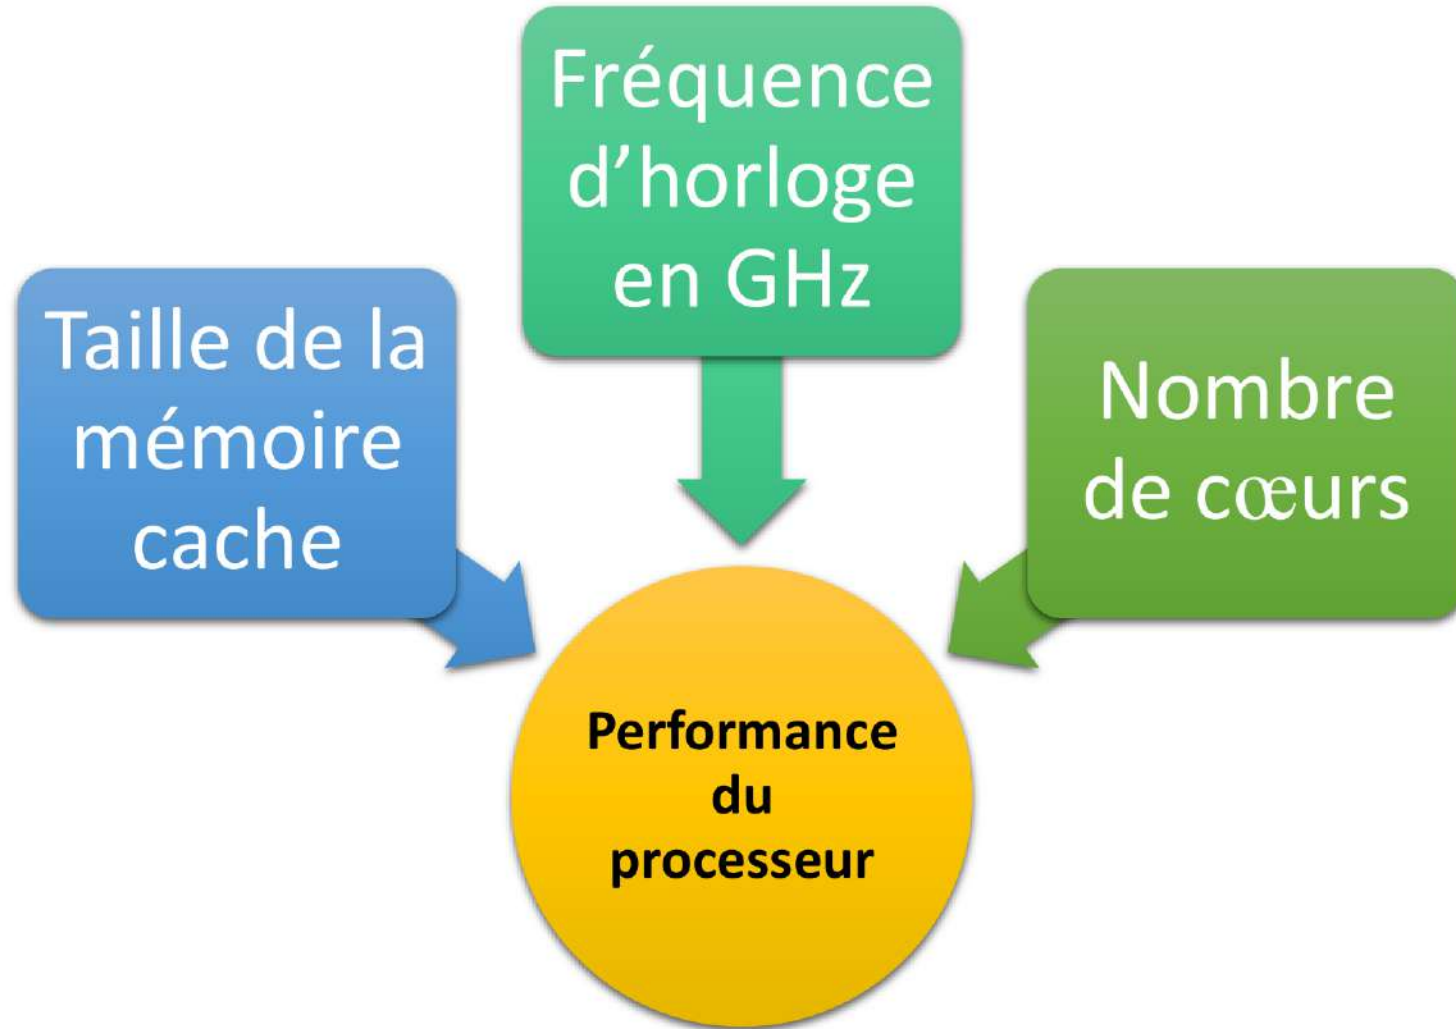 Fréquence
d’horloge
en GHz
Taille de la
mémoire
cache
Nombre
de cœurs
Performance
du
processeur